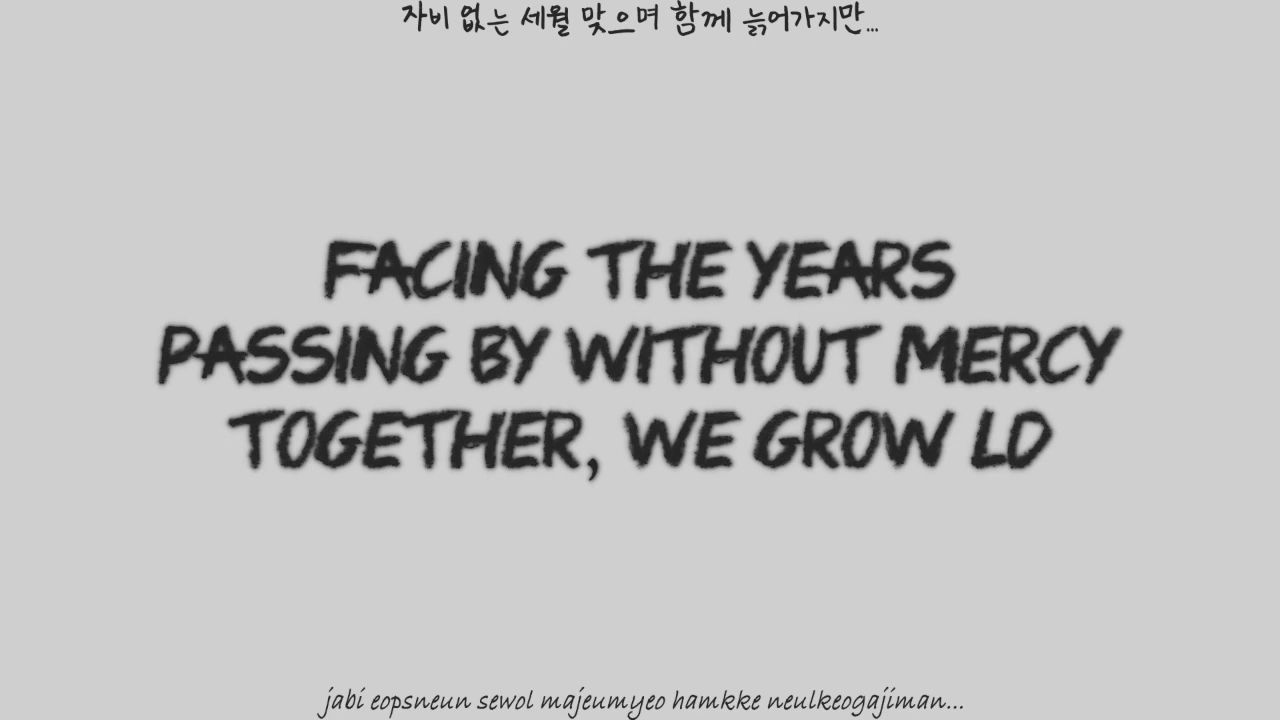 자비 없는 세월 맞으며 함께 늙어가지만...
FACING THE YEARS
PASSING BY WITHOUT MERCY
TOGETHER, WE GROW LD
jabi eopsneun sewol majeumyeo hamkke neulkeogajiman...